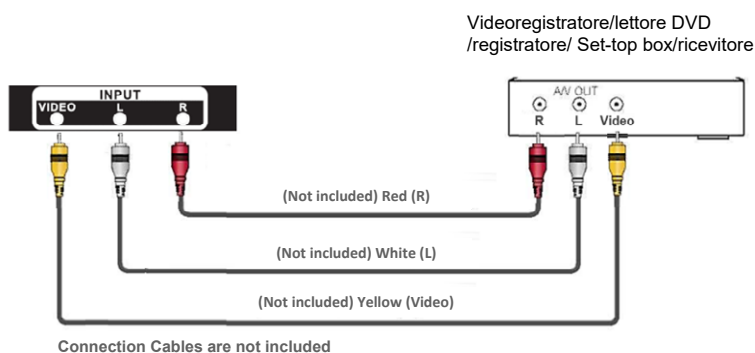 Videoregistratore/lettore DVD
/registratore/ Set-top box/ricevitore
INPUT
VIDEO L R
A/V OUT
R L Video
(Not included) Red (R)
(Not included) White (L)
(Not included) Yellow (Video)
Connection Cables are not included